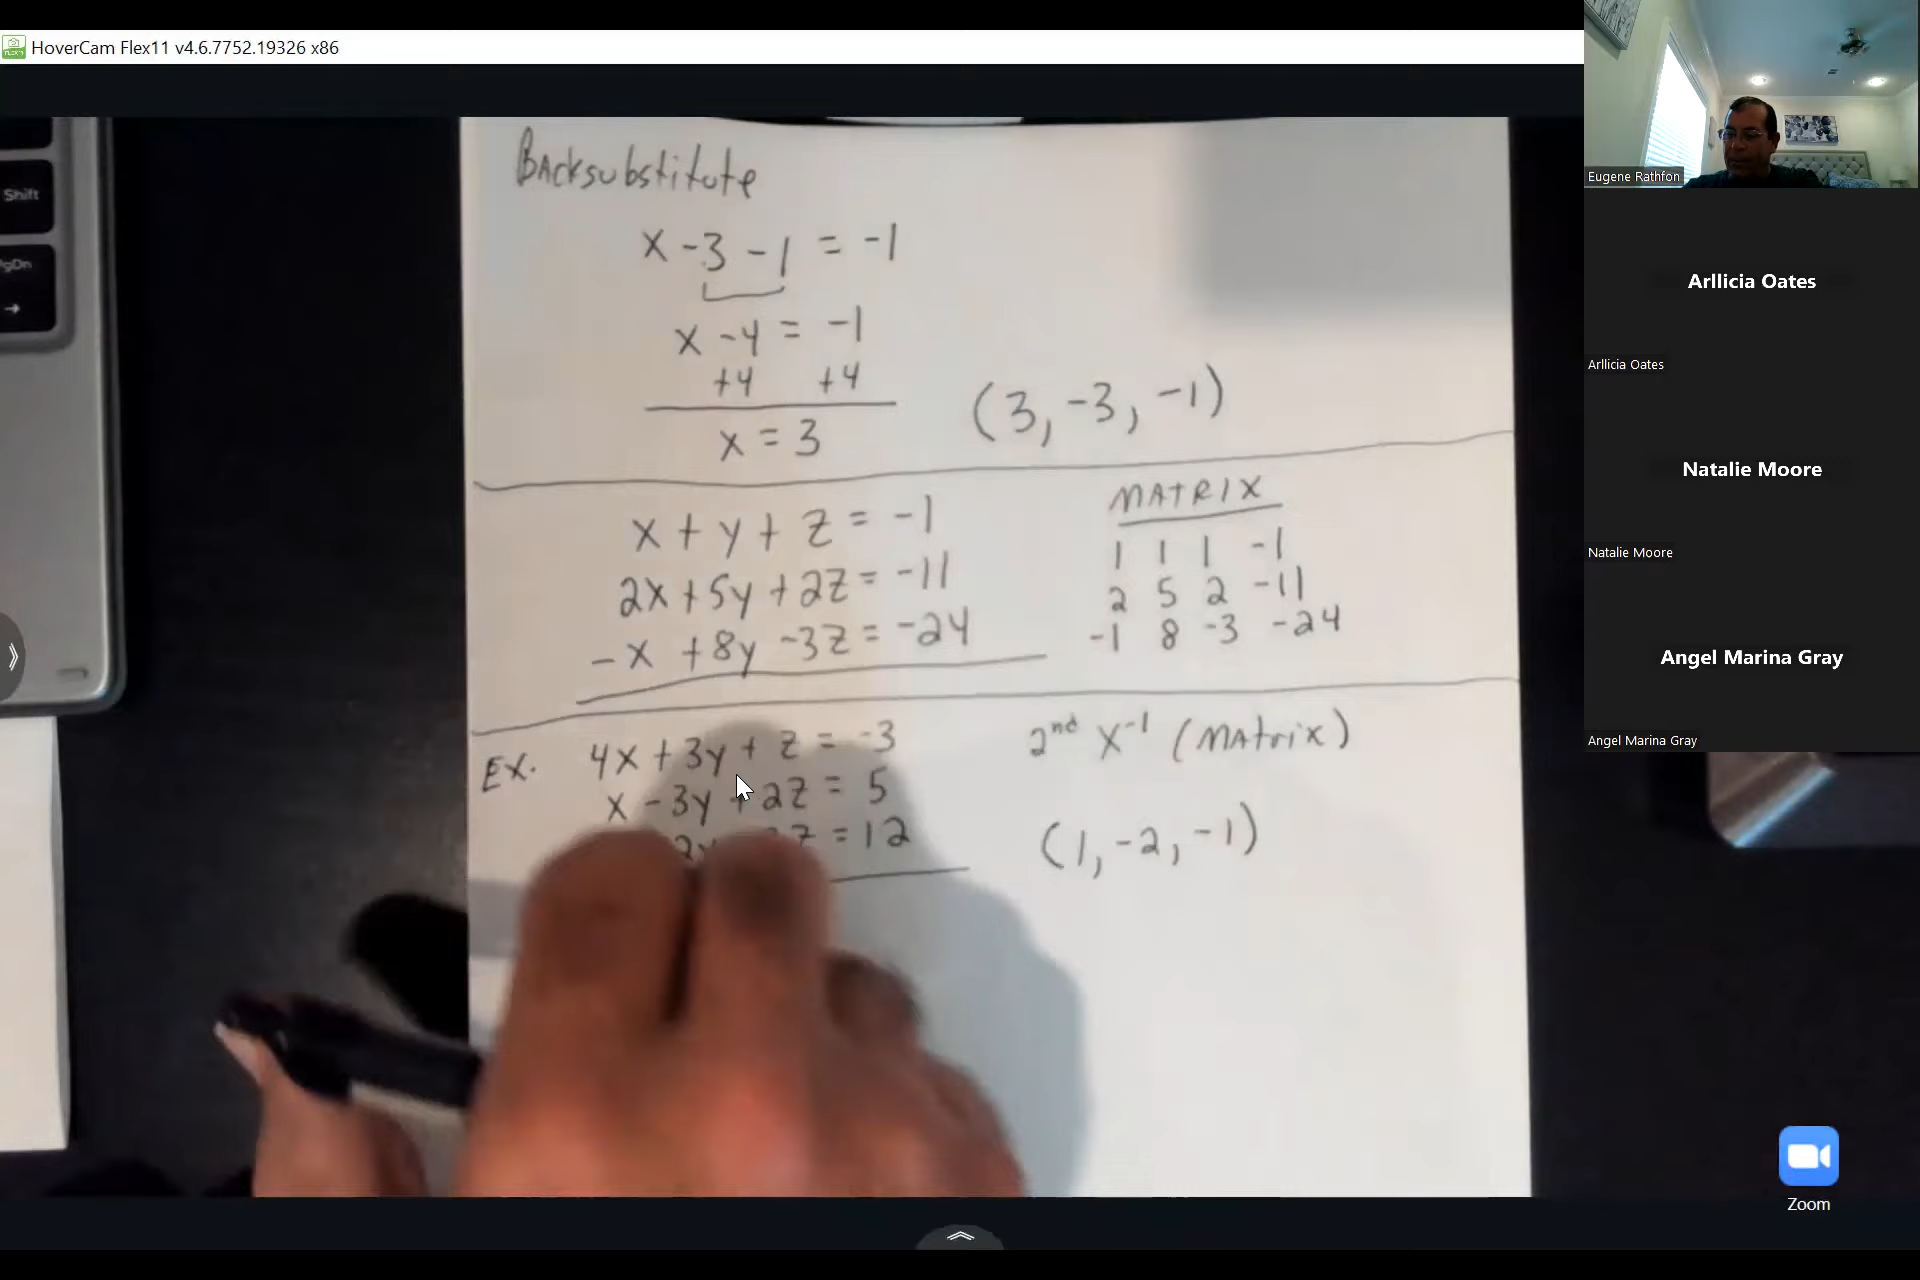 HoverCam Flex11 v4.6.7752.19326 x86
Shift
PgDn
Backsubstitute
x - 3 - 1 = -1
x - 4 = -1
+4 +4
x = 3
(3, -3, -1)
x + y + z = -1
2x + 5y + 2z = -11
-x + 8y - 3z = -24
MATRIX
1 1 1 -1
2 5 2 -11
-1 8 -3 -24
Ex. 4x + 3y + z = -3
x - 3y + 2z = 5
= 12
2nd x-1 (Matrix)
(1, -2, -1)
Eugene Rathfon
Arllicia Oates
Arllicia Oates
Natalie Moore
Natalie Moore
Angel Marina Gray
Angel Marina Gray
Zoom